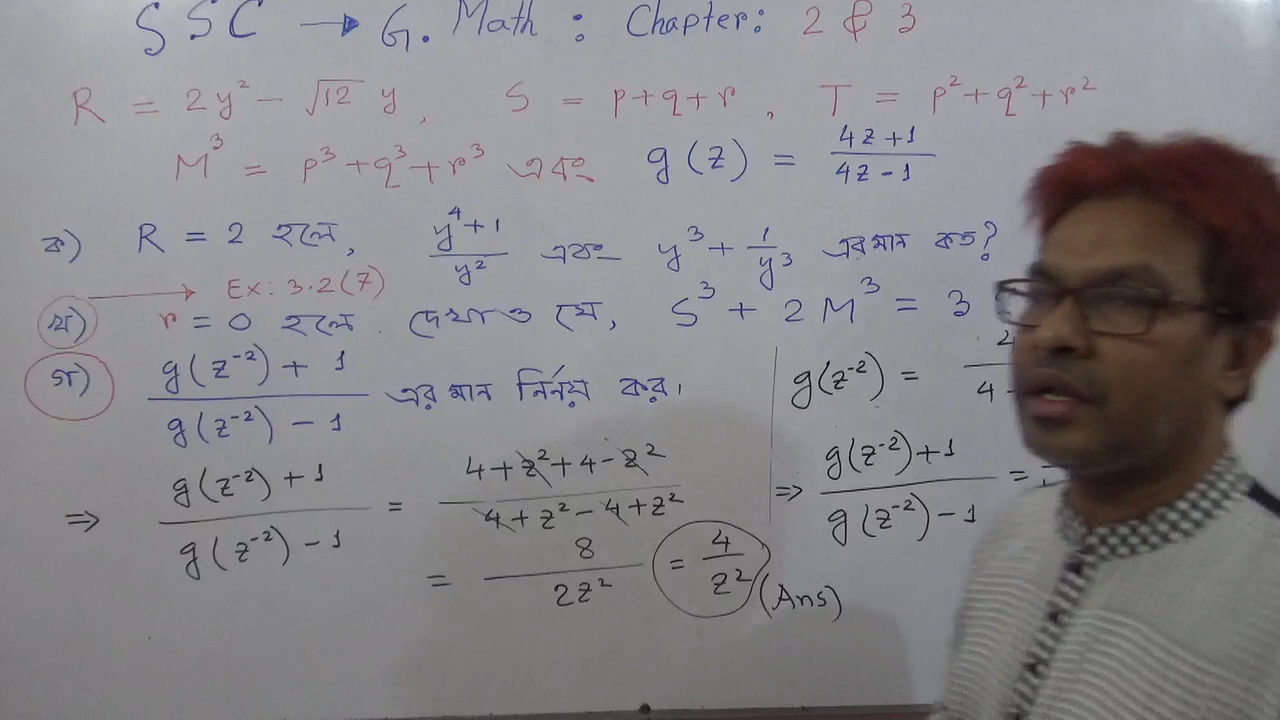 SSC → G. Math : Chapter: 2 & 3
R = 2y² - √12 y, S = p+q+r, T = p²+q²+r²
M³ = p³+q³+r³ এবং g(z) = (4z+1)/(4z-1)
ক) R = 2 হলে, (y⁴+1)/y² এবং y³ + 1/y³ এর মান কত?
→ Ex: 3.2(7)
খ) r = 0 হলে দেখাও যে, S³ + 2M³ = 3
গ) (g(z⁻²) + 1)/(g(z⁻²) - 1) এর মান নির্নয় কর।
⇒ (g(z⁻²) + 1)/(g(z⁻²) - 1) = (4+z²+4-z²)/(4+z²-4+z²)
= 8/2z² = 4/z² (Ans)
g(z⁻²) =
⇒ (g(z⁻²)+1)/(g(z⁻²)-1) =